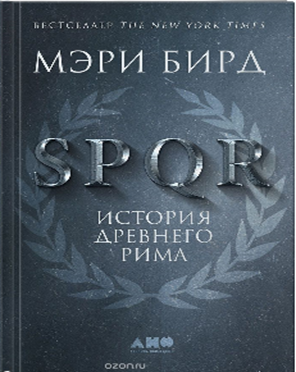 БЕСТСЕЛЛЕР THE NEW YORK TIMES
МЭРИ БИРД
SPQR
ИСТОРИЯ
ДРЕВНЕГО
РИМА
ozon.ru